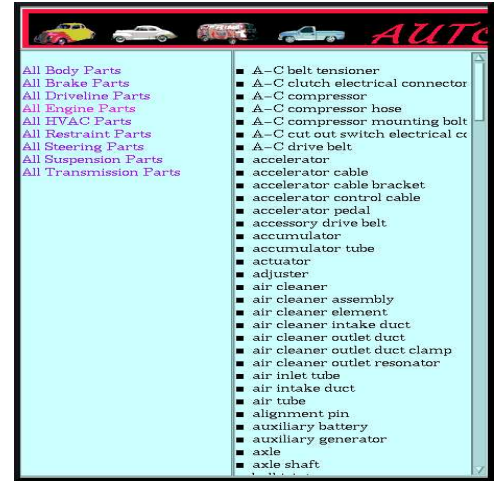 AUTO
All Body Parts
All Brake Parts
All Driveline Parts
All Engine Parts
All HVAC Parts
All Restraint Parts
All Steering Parts
All Suspension Parts
All Transmission Parts
A-C belt tensioner
A-C clutch electrical connector
A-C compressor
A-C compressor hose
A-C compressor mounting bolt
A-C cut out switch electrical co
A-C drive belt
accelerator
accelerator cable
accelerator cable bracket
accelerator control cable
accelerator pedal
accessory drive belt
accumulator
accumulator tube
actuator
adjuster
air cleaner
air cleaner assembly
air cleaner element
air cleaner intake duct
air cleaner outlet duct
air cleaner outlet duct clamp
air cleaner outlet resonator
air inlet tube
air intake duct
air tube
alignment pin
auxiliary battery
auxiliary generator
axle
axle shaft